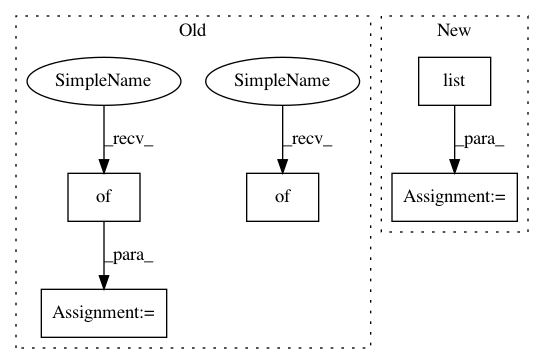 Old
New
SimpleName
SimpleName
list
_recv_
_recv_
_para_
of
of
Assignment:=
_para_
Assignment:=